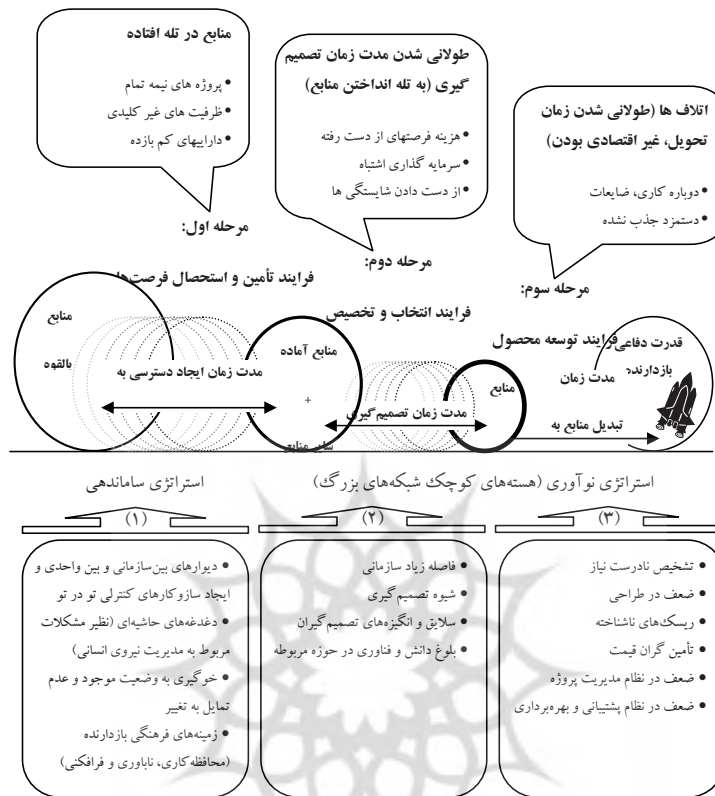 منابع در تله افتاده
• پروژه های نیمه تمام
• ظرفیت های غیر کلیدی
• داراییهای کم بازده
طولانی شدن مدت زمان تصمیم
گیری (به تله انداختن منابع)
• هزینه فرصتهای از دست رفته
• سرمایه گذاری اشتباه
• از دست دادن شایستگی ها
اتلاف ها (طولانی شدن زمان
تحویل، غیر اقتصادی بودن)
• دوباره کاری، ضایعات
• دستمزد جذب نشده
مرحله اول:
فرایند تأمین و استحصال فرصت‌ها
مرحله دوم:
فرایند انتخاب و تخصیص
مرحله سوم:
فرایند توسعه محصول
منابع
بالقوه
مدت زمان ایجاد دسترسی به
منابع آماده
+
سایر منابع
مدت زمان تصمیم‌گیری
منابع
مدت زمان
تبدیل منابع به
قدرت دفاعی
بازدارنده
استراتژی ساماندهی
استراتژی نوآوری (هسته‌های کوچک شبکه‌های بزرگ)
(۱)
(۲)
(۳)
• دیوارهای بین‌سازمانی و بین واحدی و
ایجاد سازوکارهای کنترلی تو در تو
• دغدغه‌های حاشیه‌ای (نظیر مشکلات
مربوط به مدیریت نیروی انسانی)
• خوگیری به وضعیت موجود و عدم
تمایل به تغییر
• زمینه‌های فرهنگی بازدارنده
(محافظه‌کاری، ناباوری و فرافکنی)
• فاصله زیاد سازمانی
• شیوه تصمیم‌گیری
• سلایق و انگیزه‌های تصمیم‌گیران
• بلوغ دانش و فناوری در حوزه مربوطه
• تشخیص نادرست نیاز
• ضعف در طراحی
• ریسک‌های ناشناخته
• تأمین گران قیمت
• ضعف در نظام مدیریت پروژه
• ضعف در نظام پشتیبانی و بهره‌برداری